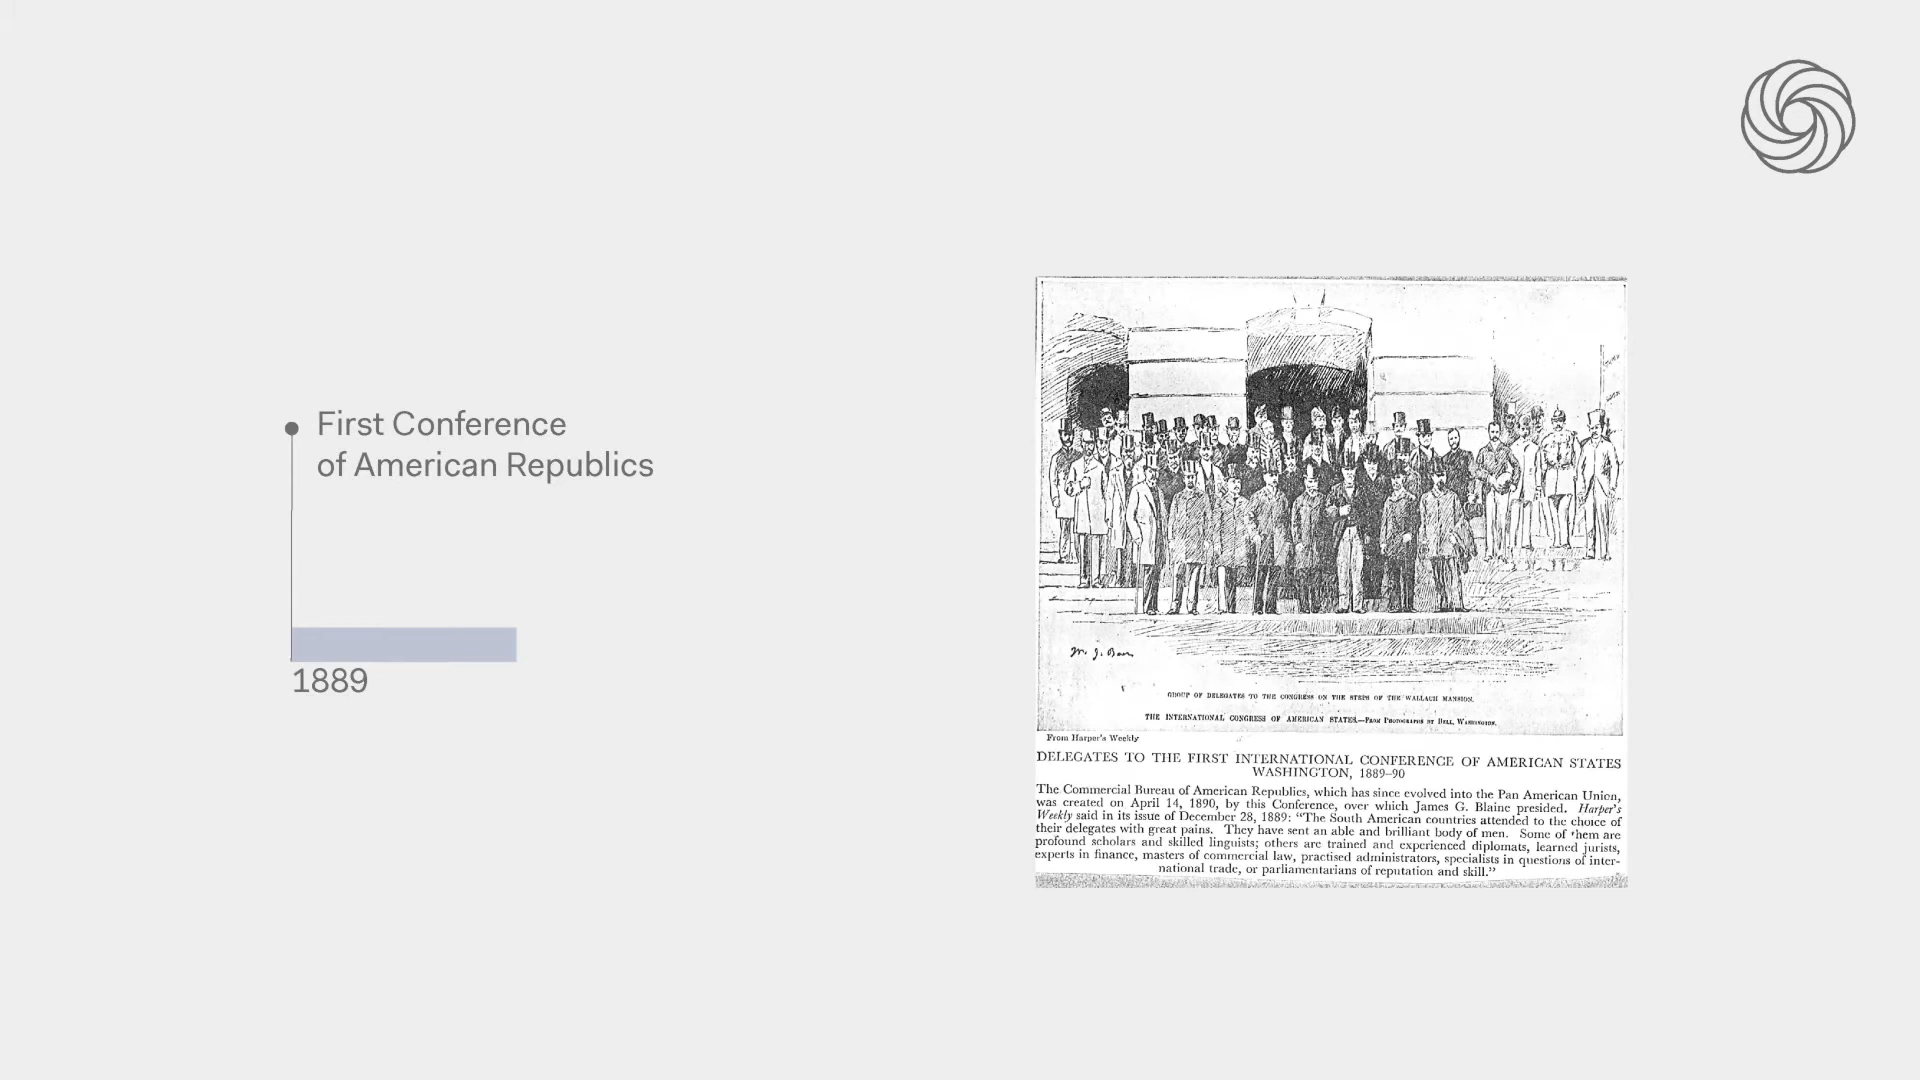 First Conference
of American Republics
1889
GROUP OF DELEGATES TO THE CONGRESS ON THE STEPS OF THE WALLACH MANSION.
THE INTERNATIONAL CONGRESS OF AMERICAN STATES.—From Photographs by Bell, Washington.
From Harper's Weekly
DELEGATES TO THE FIRST INTERNATIONAL CONFERENCE OF AMERICAN STATES
WASHINGTON, 1889–90
The Commercial Bureau of American Republics, which has since evolved into the Pan American Union,
was created on April 14, 1890, by this Conference, over which James G. Blaine presided. Harper's
Weekly said in its issue of December 28, 1889: “The South American countries attended to the choice of
their delegates with great pains. They have sent an able and brilliant body of men. Some of them are
profound scholars and skilled linguists; others are trained and experienced diplomats, learned jurists,
experts in finance, masters of commercial law, practised administrators, specialists in questions of inter-
national trade, or parliamentarians of reputation and skill.”